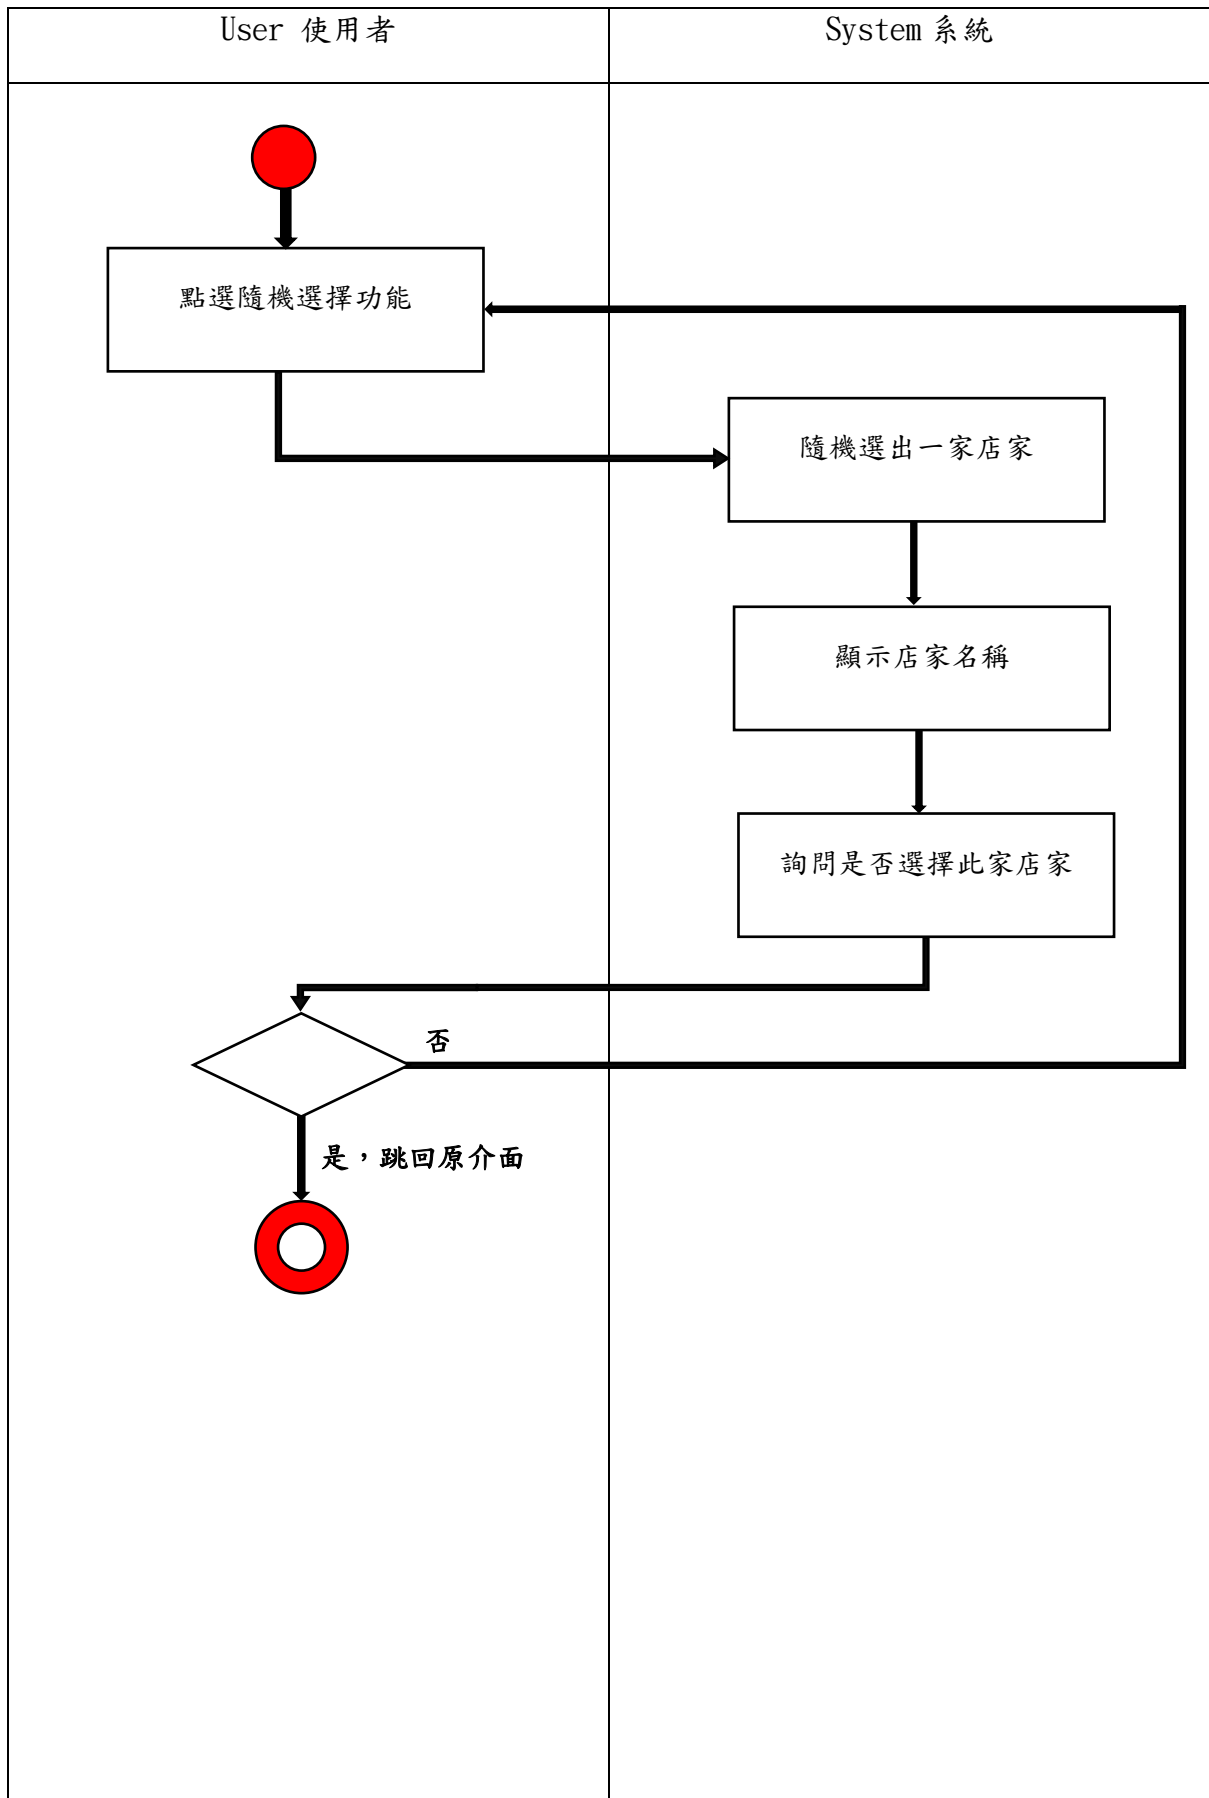 User 使用者
System 系統
點選隨機選擇功能
隨機選出一家店家
顯示店家名稱
詢問是否選擇此家店家
否
是，跳回原介面